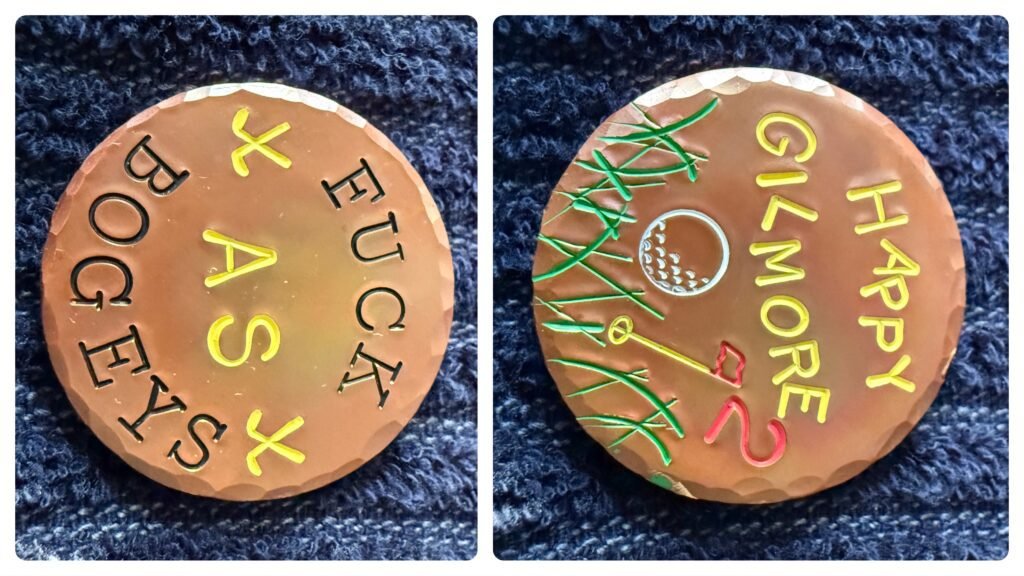 FUCK
AS
BOGEYS
HAPPY
GILMORE
2